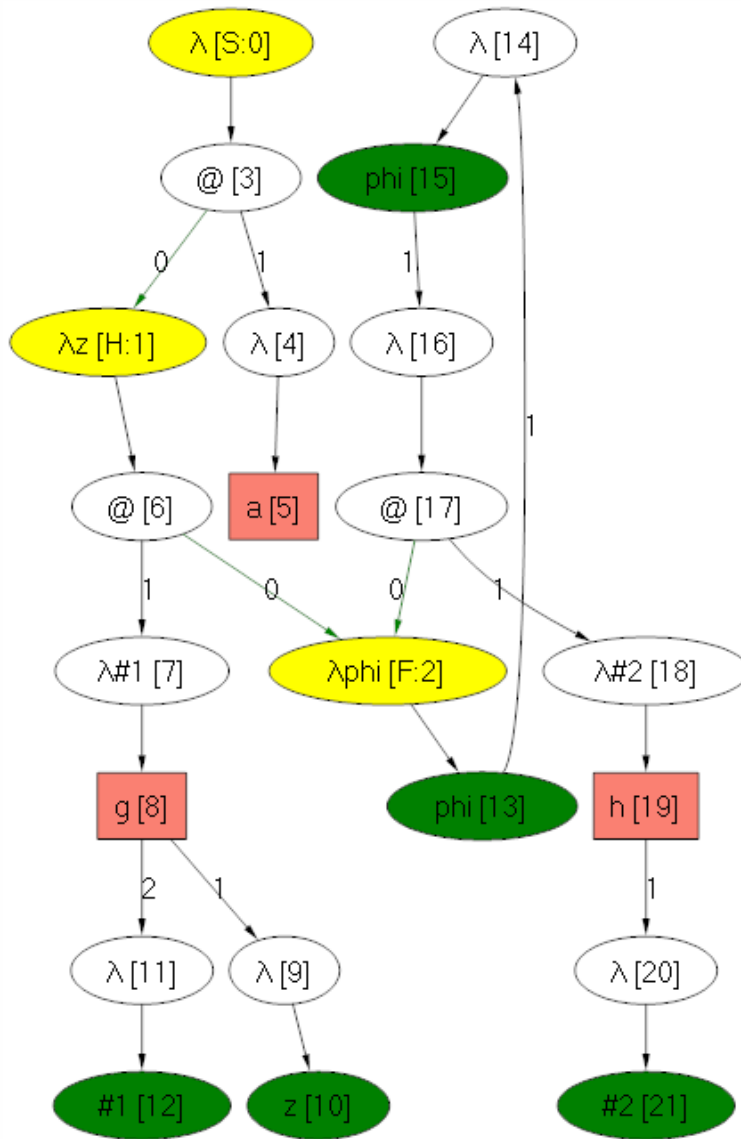 λ [S:0] λ [14]
@ [3] phi [15]
0 1 1
λz [H:1] λ [4] λ [16]
1
@ [6] a [5] @ [17]
1 0 0 1
λ#1 [7] λphi [F:2] λ#2 [18]
g [8] phi [13] h [19]
2 1 1
λ [11] λ [9] λ [20]
#1 [12] z [10] #2 [21]